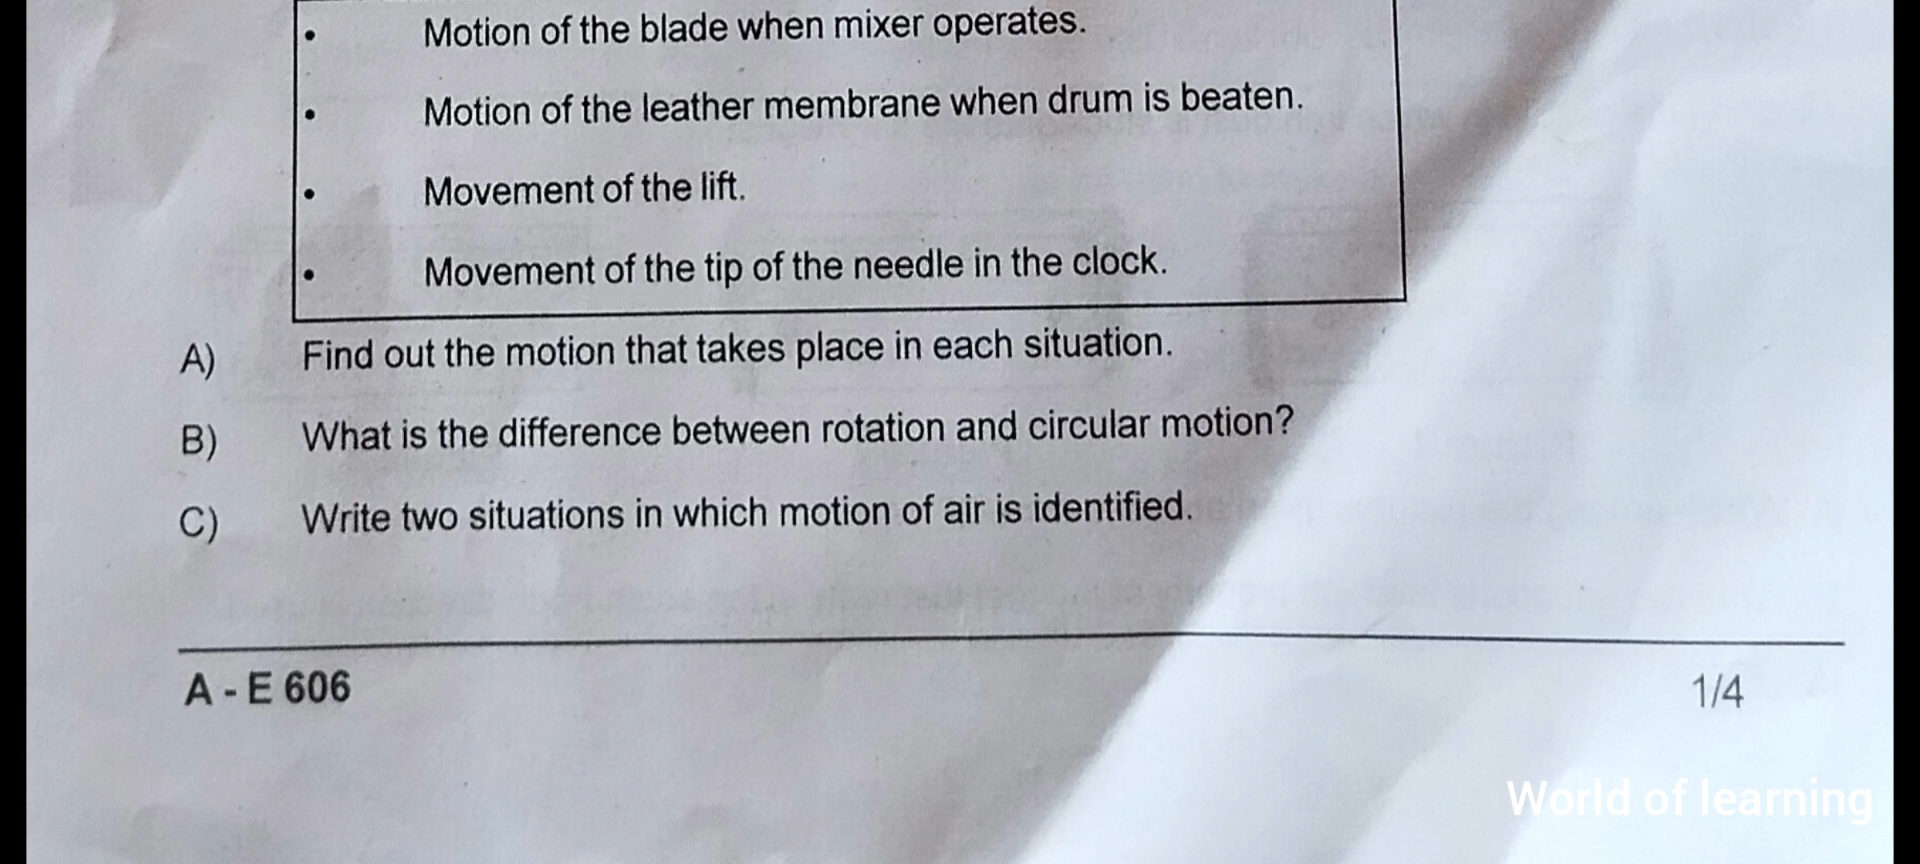 • Motion of the blade when mixer operates.
• Motion of the leather membrane when drum is beaten.
• Movement of the lift.
• Movement of the tip of the needle in the clock.
A) Find out the motion that takes place in each situation.
B) What is the difference between rotation and circular motion?
C) Write two situations in which motion of air is identified.
A - E 606 1/4
World of learning